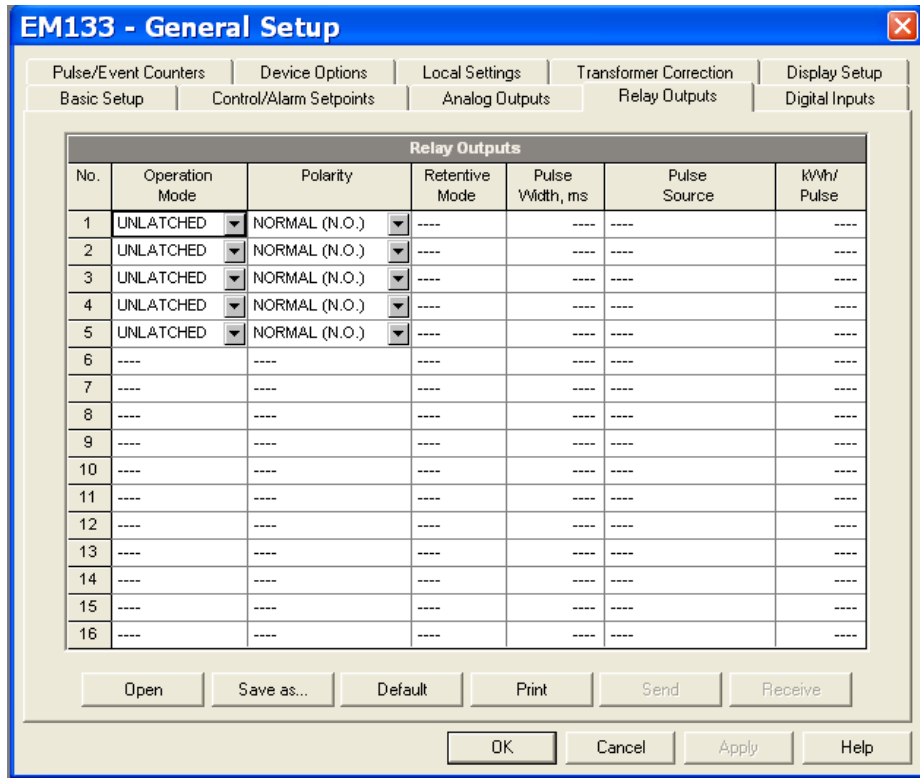 EM133 - General Setup
Pulse/Event Counters Device Options Local Settings Transformer Correction Display Setup
Basic Setup Control/Alarm Setpoints Analog Outputs Relay Outputs Digital Inputs
Relay Outputs
No. Operation Mode Polarity Retentive Mode Pulse Width, ms Pulse Source kWh/ Pulse
1 UNLATCHED NORMAL (N.O.) ---- ---- ---- ----
2 UNLATCHED NORMAL (N.O.) ---- ---- ---- ----
3 UNLATCHED NORMAL (N.O.) ---- ---- ---- ----
4 UNLATCHED NORMAL (N.O.) ---- ---- ---- ----
5 UNLATCHED NORMAL (N.O.) ---- ---- ---- ----
6 ---- ---- ---- ---- ---- ----
7 ---- ---- ---- ---- ---- ----
8 ---- ---- ---- ---- ---- ----
9 ---- ---- ---- ---- ---- ----
10 ---- ---- ---- ---- ---- ----
11 ---- ---- ---- ---- ---- ----
12 ---- ---- ---- ---- ---- ----
13 ---- ---- ---- ---- ---- ----
14 ---- ---- ---- ---- ---- ----
15 ---- ---- ---- ---- ---- ----
16 ---- ---- ---- ---- ---- ----
Open Save as... Default Print Send Receive
OK Cancel Apply Help